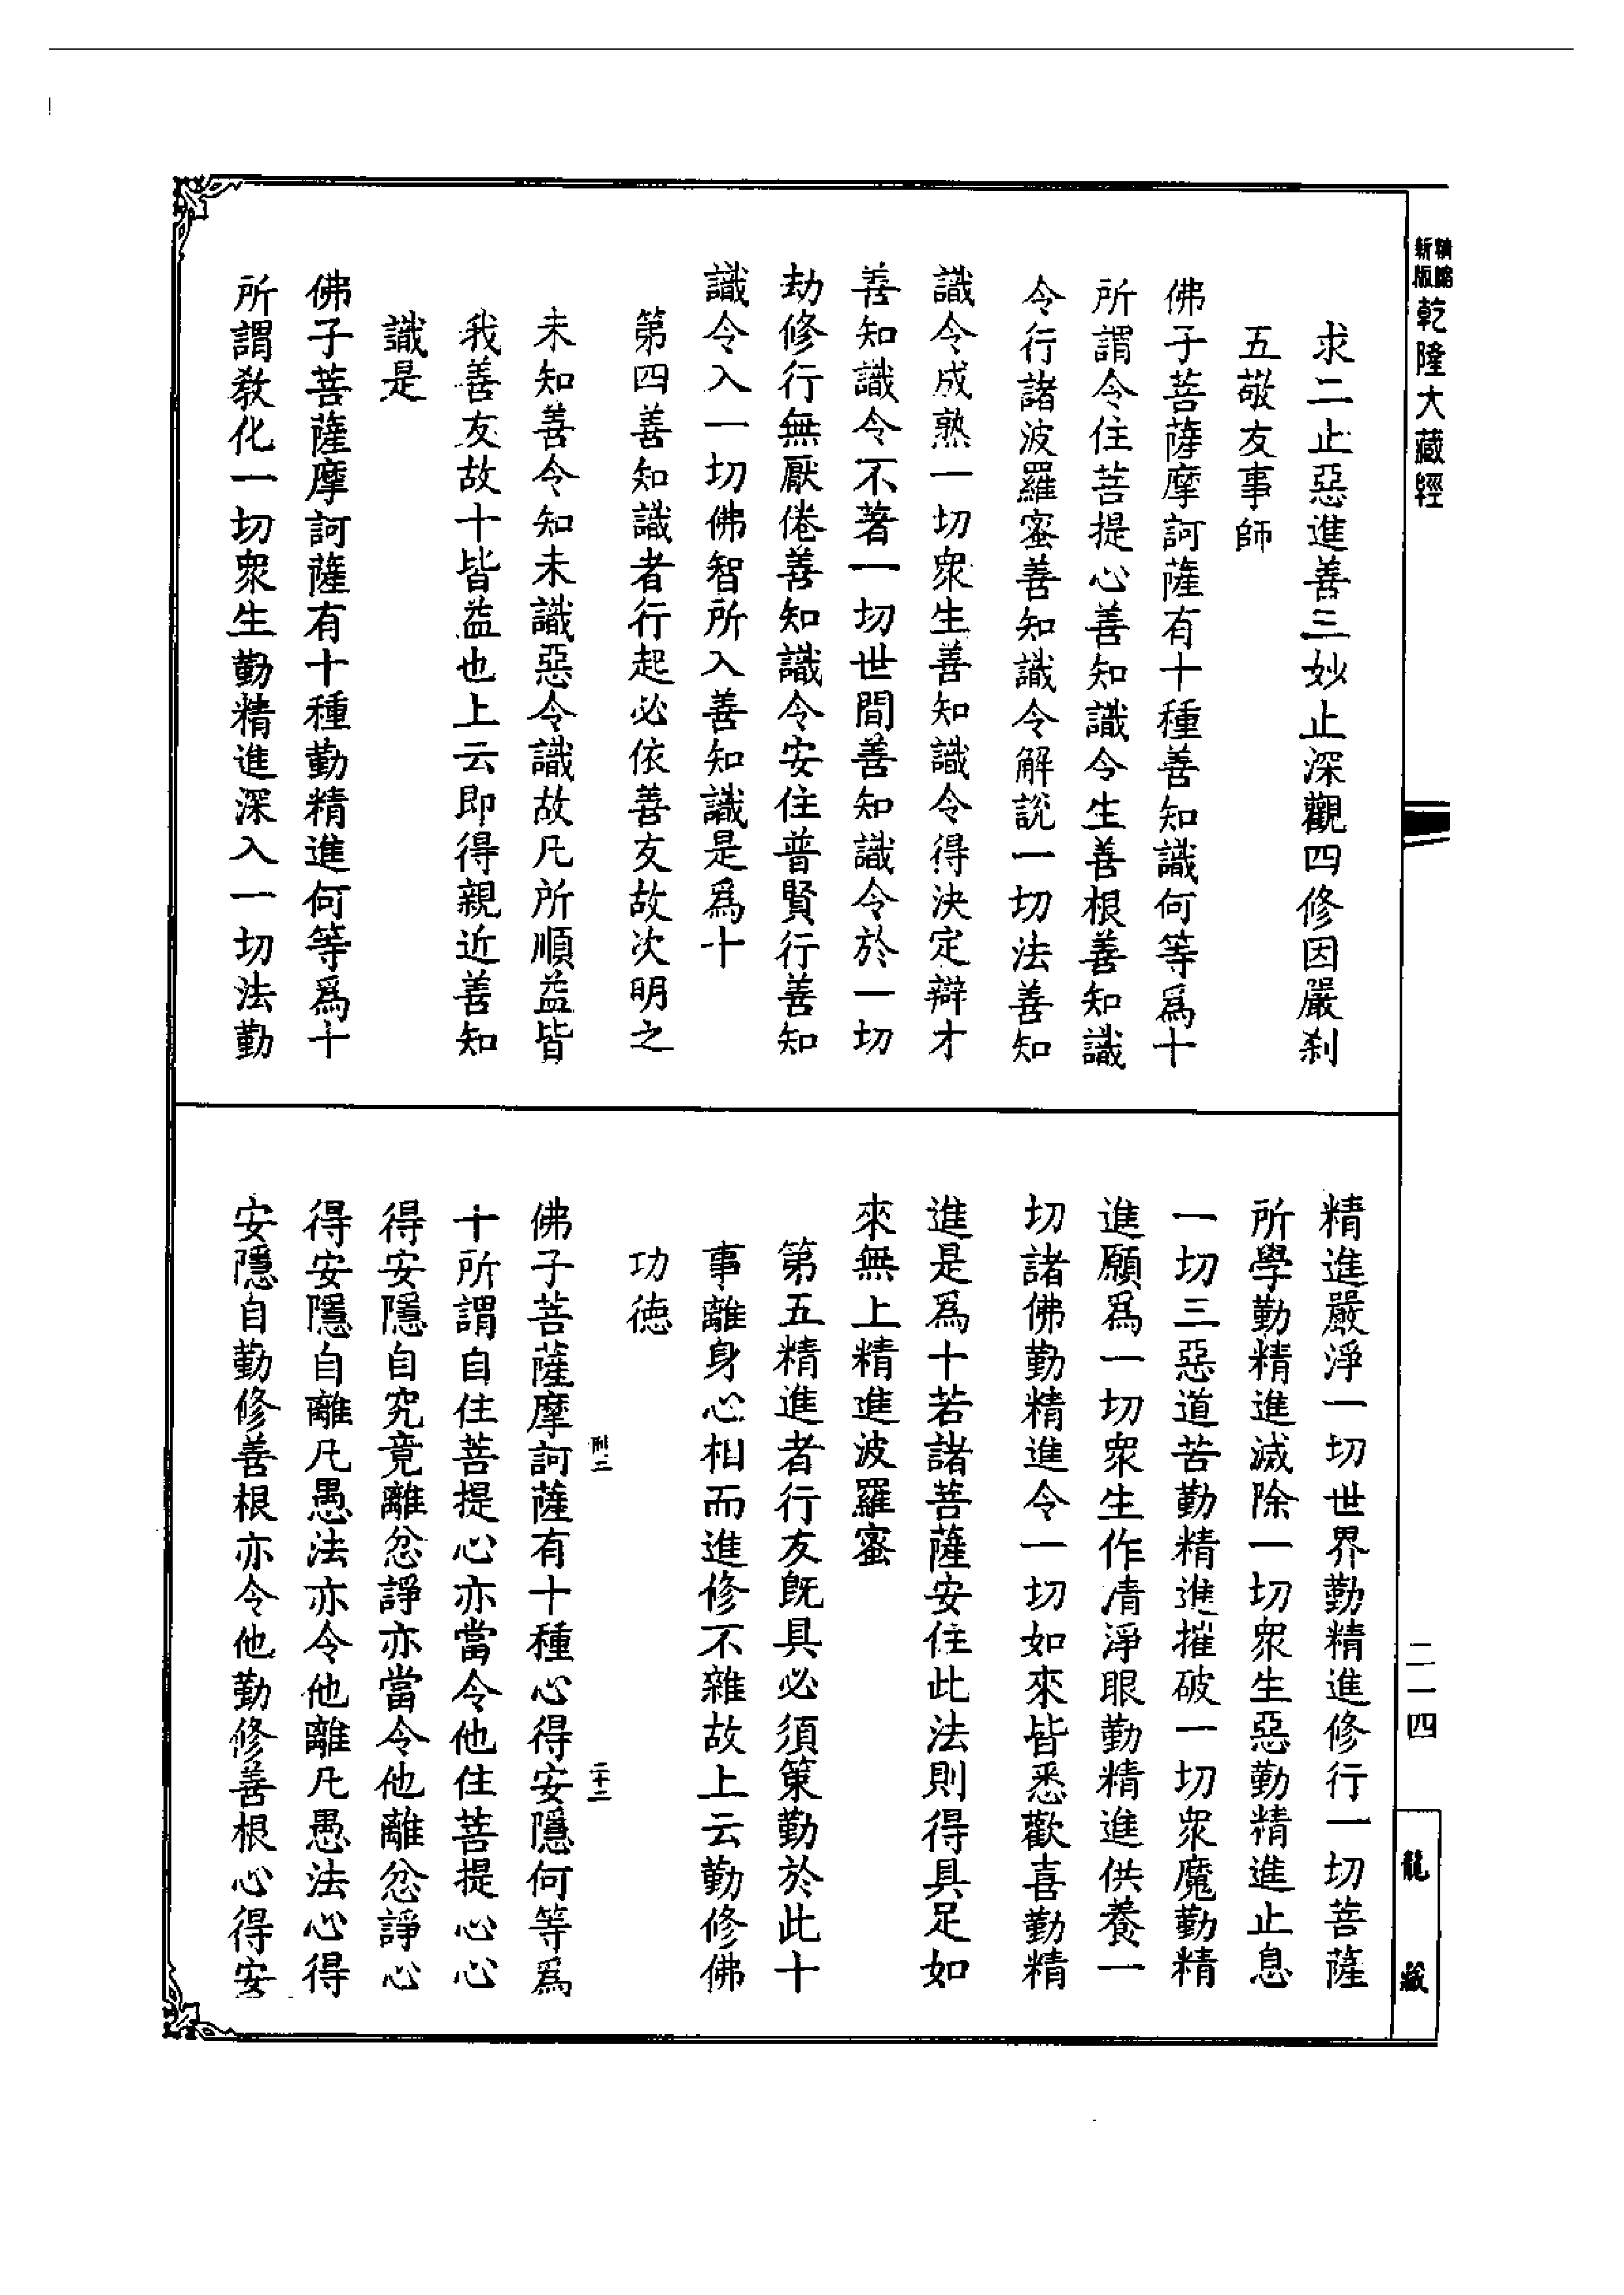 精縮新版乾隆大藏經
求二止惡進善三妙止深觀四修因嚴刹
五敬友事師
佛子菩薩摩訶薩有十種善知識何等爲十
所謂令住菩提心善知識令生善根善知識
令行諸波羅蜜善知識令解說一切法善知
識令成熟一切衆生善知識令得決定辯才
善知識令不著一切世間善知識令於一切
劫修行無厭倦善知識令安住普賢行善知
識令入一切佛智所入善知識是爲十
第四善知識者行起必依善友故次明之
未知善令知未識惡令識故凡所順益皆
我善友故十皆益也上云即得親近善知
識是
佛子菩薩摩訶薩有十種勤精進何等爲十
所謂教化一切衆生勤精進深入一切法勤
精進嚴淨一切世界勤精進修行一切菩薩
所學勤精進滅除一切衆生惡勤精進止息
一切三惡道苦勤精進摧破一切衆魔勤精
進願爲一切衆生作清淨眼勤精進供養一
切諸佛勤精進令一切如來皆悉歡喜勤精
進是爲十若諸菩薩安住此法則得具足如
來無上精進波羅蜜
第五精進者行友旣具必須策勤於此十
事離身心相而進修不雜故上云勤修佛
功德
佛子菩薩摩訶薩有十種心得安隱何等爲
十所謂自住菩提心亦當令他住菩提心心
得安隱自究竟離忿諍亦當令他離忿諍心
得安隱自離凡愚法亦令他離凡愚法心得
安隱自勤修善根亦令他勤修善根心得安
二一四
龍藏